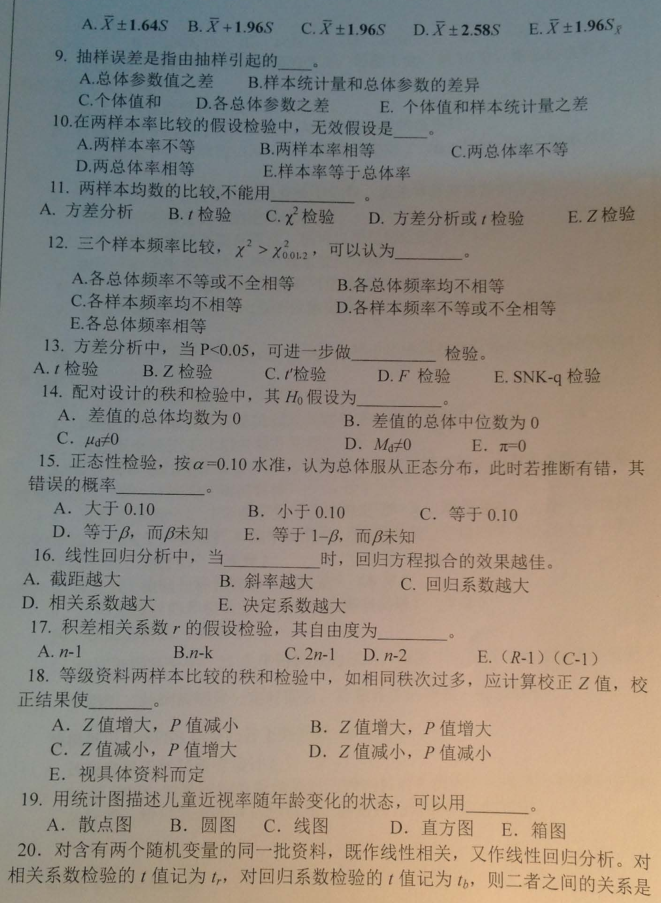 A. X̄±1.64S B. X̄+1.96S C. X̄±1.96S D. X̄±2.58S E. X̄±1.96S_X̄
9. 抽样误差是指由抽样引起的____。
A.总体参数值之差 B.样本统计量和总体参数的差异
C.个体值和 D.各总体参数之差 E. 个体值和样本统计量之差
10.在两样本率比较的假设检验中，无效假设是____。
A.两样本率不等 B.两样本率相等 C.两总体率不等
D.两总体率相等 E.样本率等于总体率
11. 两样本均数的比较,不能用__________ 。
A. 方差分析 B. t 检验 C. χ² 检验 D. 方差分析或 t 检验 E. Z 检验
12. 三个样本频率比较，χ² > χ²0.01,2，可以认为________。
A.各总体频率不等或不全相等 B.各总体频率均不相等
C.各样本频率均不相等 D.各样本频率不等或不全相等
E.各总体频率相等
13. 方差分析中，当 P<0.05，可进一步做__________ 检验。
A. t 检验 B. Z 检验 C. t′检验 D. F 检验 E. SNK-q 检验
14. 配对设计的秩和检验中，其 H₀ 假设为__________。
A．差值的总体均数为 0 B．差值的总体中位数为 0
C．μd≠0 D．Md≠0 E．π=0
15. 正态性检验，按α=0.10 水准，认为总体服从正态分布，此时若推断有错，其
错误的概率__________。
A．大于 0.10 B．小于 0.10 C．等于 0.10
D．等于β，而β未知 E．等于 1–β，而β未知
16. 线性回归分析中，当___________时，回归方程拟合的效果越佳。
A. 截距越大 B. 斜率越大 C. 回归系数越大
D. 相关系数越大 E. 决定系数越大
17. 积差相关系数 r 的假设检验，其自由度为________。
A. n-1 B.n-k C. 2n-1 D. n-2 E.（R-1）（C-1）
18. 等级资料两样本比较的秩和检验中，如相同秩次过多，应计算校正 Z 值，校
正结果使_______。
A．Z 值增大，P 值减小 B．Z 值增大，P 值增大
C．Z 值减小，P 值增大 D．Z 值减小，P 值减小
E．视具体资料而定
19. 用统计图描述儿童近视率随年龄变化的状态，可以用_______。
A．散点图 B．圆图 C．线图 D．直方图 E．箱图
20．对含有两个随机变量的同一批资料，既作线性相关，又作线性回归分析。对
相关系数检验的 t 值记为 tr，对回归系数检验的 t 值记为 tb，则二者之间的关系是